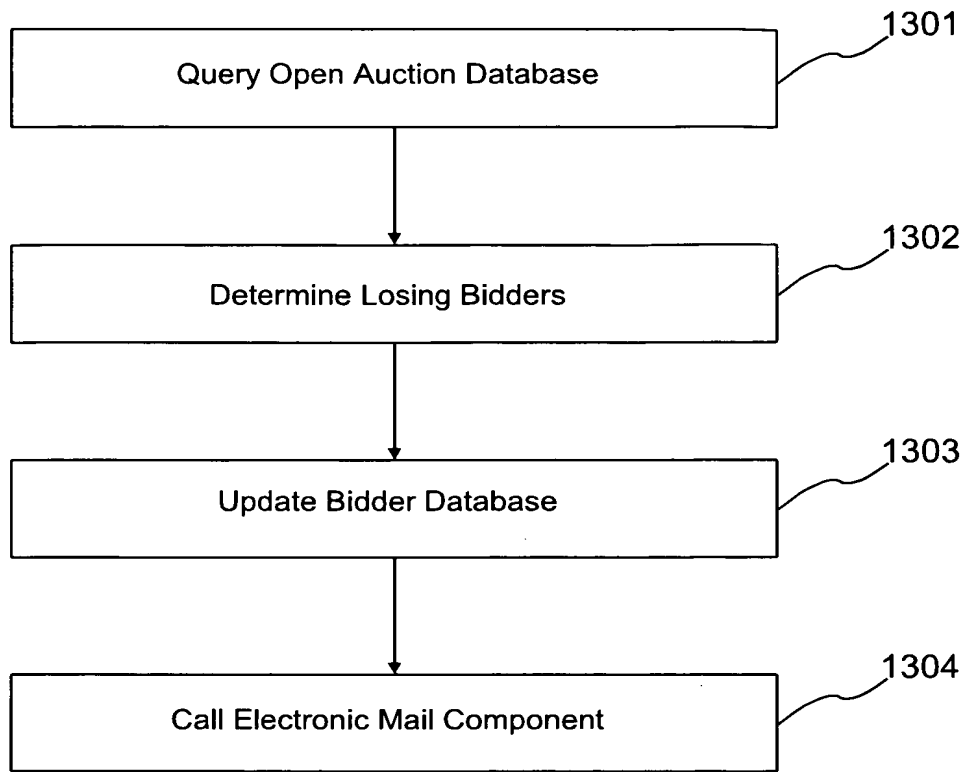 1301
Query Open Auction Database
1302
Determine Losing Bidders
1303
Update Bidder Database
1304
Call Electronic Mail Component